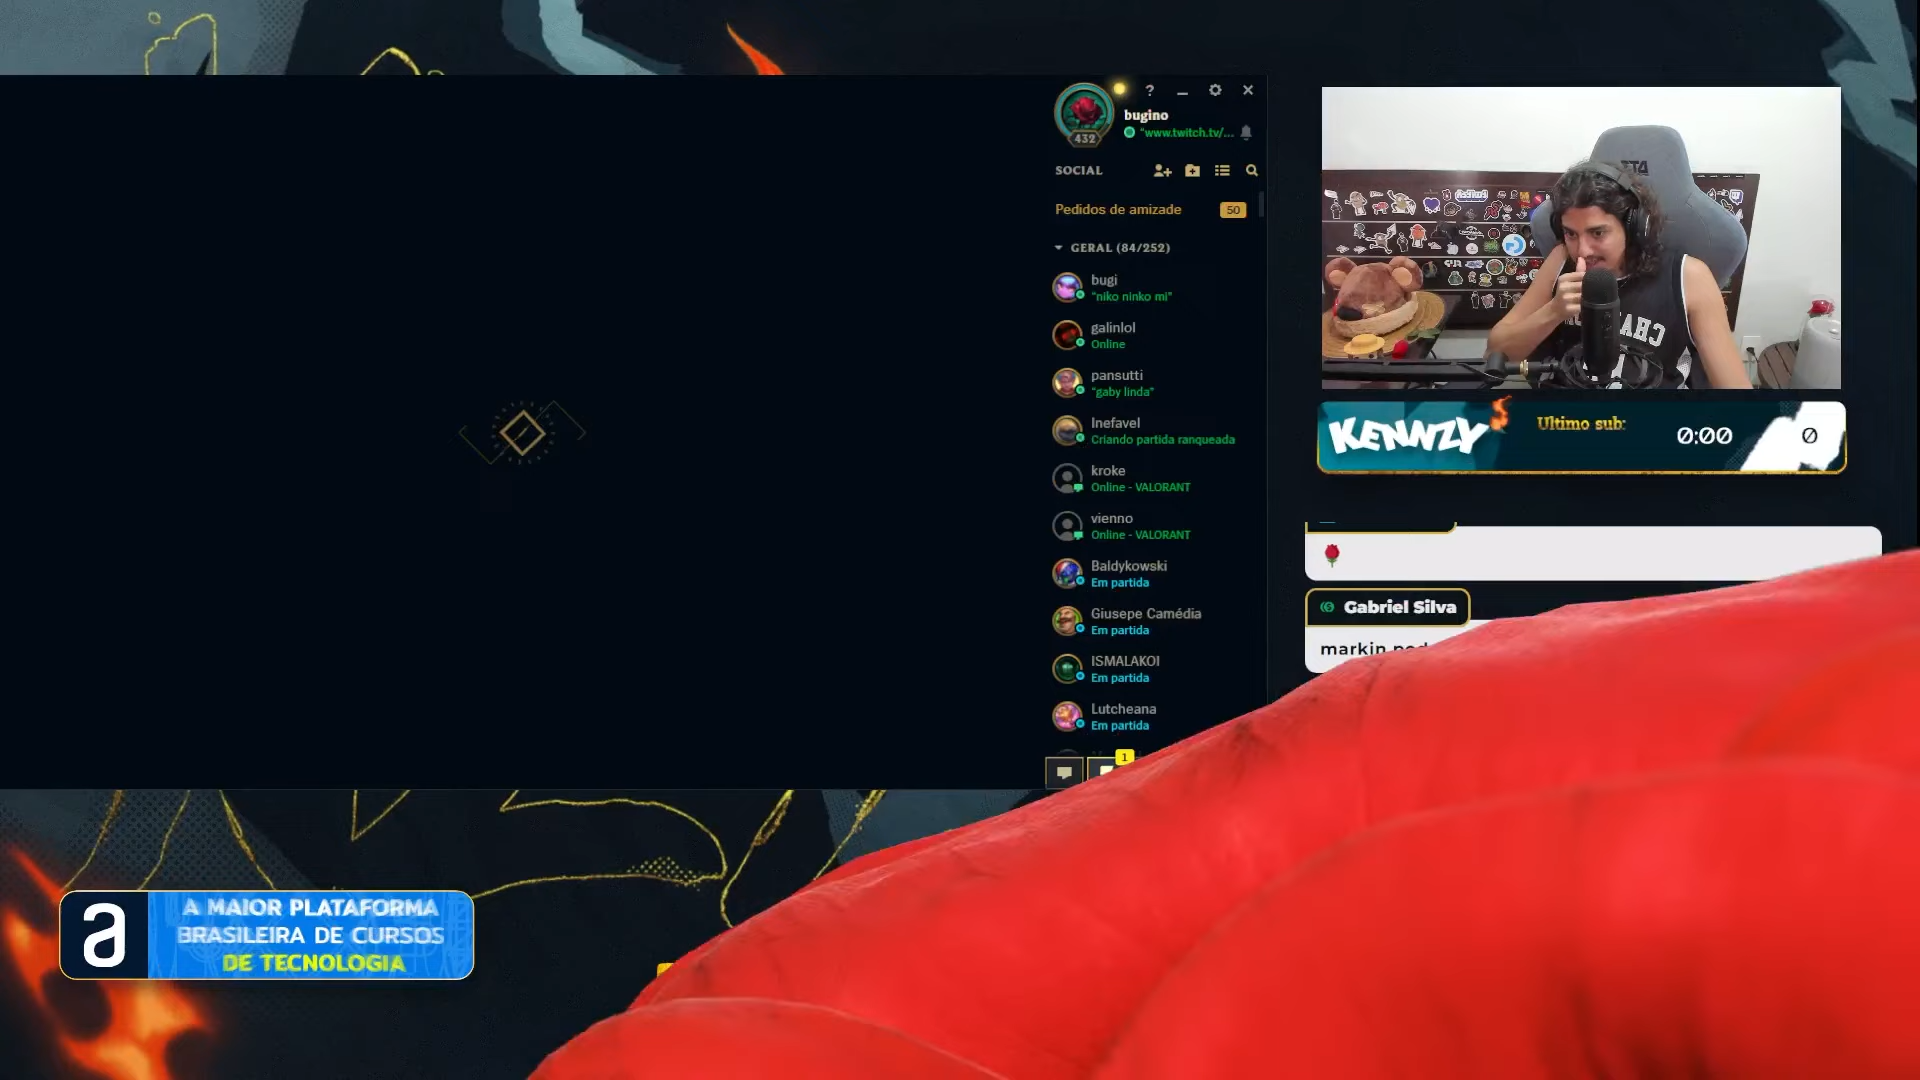 432
?
bugino
"www.twitch.tv/...
SOCIAL
Pedidos de amizade
50
GERAL (84/252)
bugi
"niko ninko mi"
galinlol
Online
pansutti
"gaby linda"
Inefavel
Criando partida ranqueada
kroke
Online - VALORANT
vienno
Online - VALORANT
Baldykowski
Em partida
Giusepe Camédia
Em partida
ISMALAKOI
Em partida
Lutcheana
Em partida
1
KENNZY
Ultimo sub:
0:00
0
Gabriel Silva
markin
a
A MAIOR PLATAFORMA
BRASILEIRA DE CURSOS
DE TECNOLOGIA